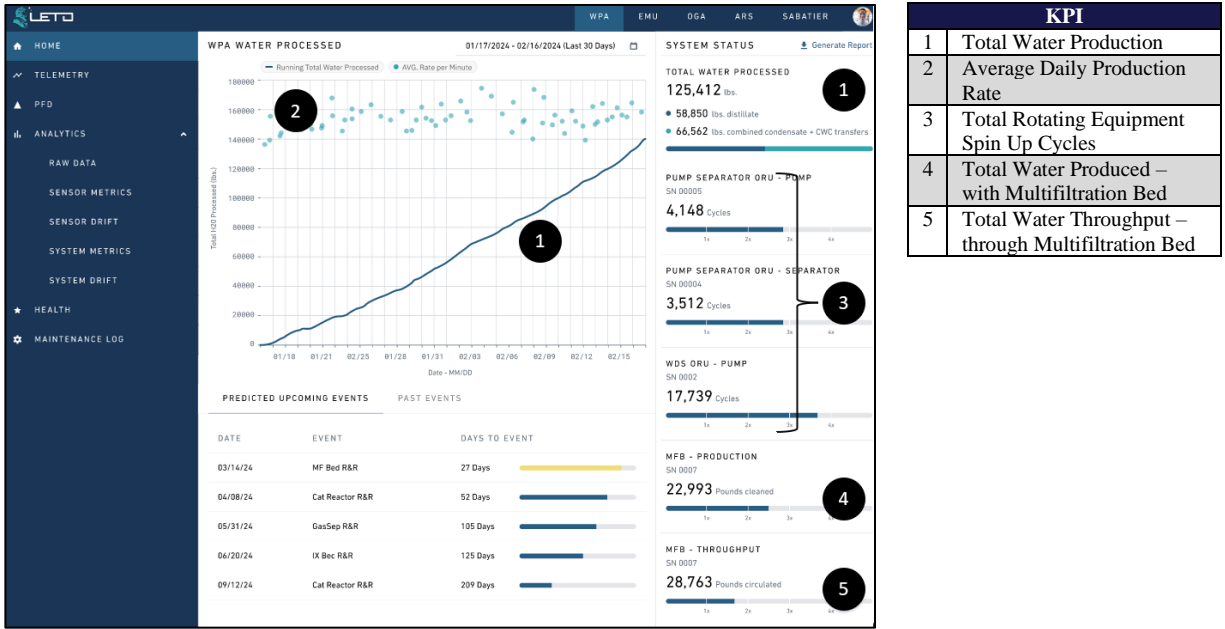 LETO
WPA EMU OGA ARS SABATIER
HOME
TELEMETRY
PFD
ANALYTICS
RAW DATA
SENSOR METRICS
SENSOR DRIFT
SYSTEM METRICS
SYSTEM DRIFT
HEALTH
MAINTENANCE LOG
WPA WATER PROCESSED
01/17/2024 - 02/16/2024 (Last 30 Days)
Running Total Water Processed AVG. Rate per Minute
180000
160000
140000
120000
100000
80000
60000
40000
20000
0
Total H20 Processed (lbs.)
2
1
01/18 01/21 02/25 01/28 01/31 02/03 02/06 02/09 02/12 02/15
Date - MM/DD
PREDICTED UPCOMING EVENTS PAST EVENTS
DATE EVENT DAYS TO EVENT
03/14/24 MF Bed R&R 27 Days
04/08/24 Cat Reactor R&R 52 Days
05/31/24 GasSep R&R 105 Days
06/20/24 IX Bec R&R 125 Days
09/12/24 Cat Reactor R&R 209 Days
SYSTEM STATUS Generate Report
TOTAL WATER PROCESSED
125,412 lbs.
1
58,850 lbs. distillate
66,562 lbs. combined condensate + CWC transfers
PUMP SEPARATOR ORU - PUMP
SN 00005
4,148 Cycles
1x 2x 3x 4x
PUMP SEPARATOR ORU - SEPARATOR
SN 00004
3,512 Cycles
3
1x 2x 3x 4x
WDS ORU - PUMP
SN 0002
17,739 Cycles
1x 2x 3x 4x
MFB - PRODUCTION
SN 0007
22,993 Pounds cleaned
4
1x 2x 3x 4x
MFB - THROUGHPUT
SN 0007
28,763 Pounds circulated
5
1x 2x 3x 4x
KPI
1 Total Water Production
2 Average Daily Production
Rate
3 Total Rotating Equipment
Spin Up Cycles
4 Total Water Produced –
with Multifiltration Bed
5 Total Water Throughput –
through Multifiltration Bed